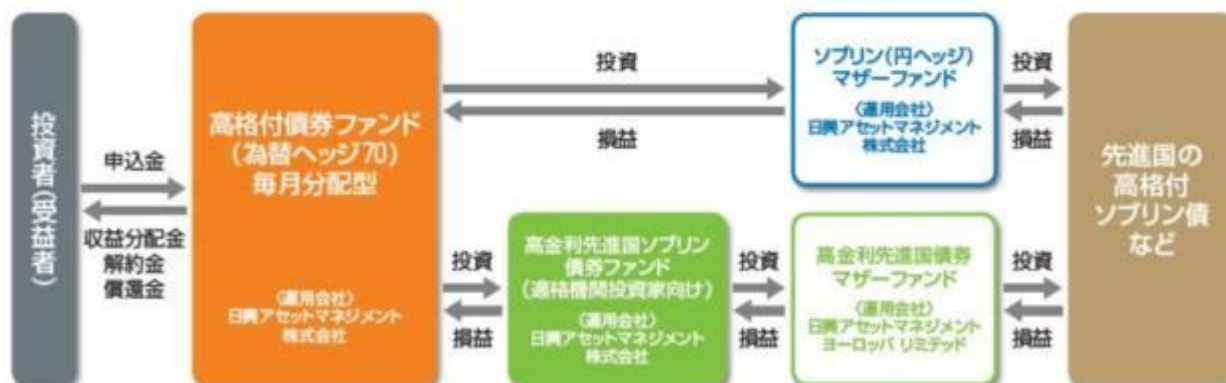 投資者(受益者)
申込金
収益分配金
解約金
償還金
高格付債券ファンド
(為替ヘッジ70)
毎月分配型
〈運用会社〉
日興アセットマネジメント
株式会社
投資
損益
ソブリン(円ヘッジ)
マザーファンド
〈運用会社〉
日興アセットマネジメント
株式会社
投資
損益
投資
損益
高金利先進国ソブリン
債券ファンド
(適格機関投資家向け)
〈運用会社〉
日興アセットマネジメント
株式会社
投資
損益
高金利先進国債券
マザーファンド
〈運用会社〉
日興アセットマネジメント
ヨーロッパ リミテッド
投資
損益
先進国の
高格付
ソブリン債
など